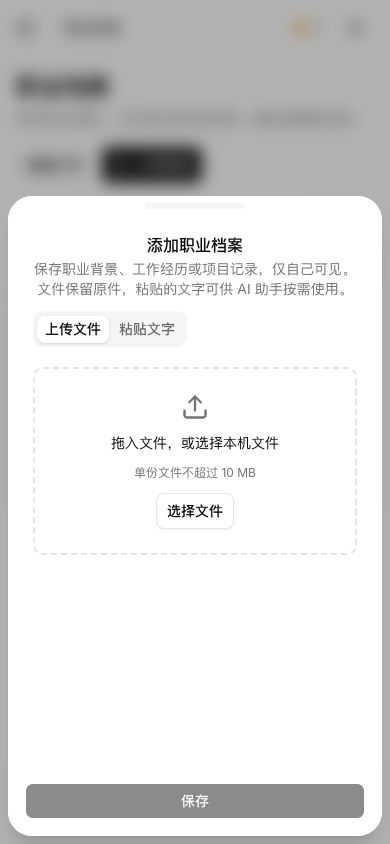 添加职业档案
保存职业背景、工作经历或项目记录，仅自己可见。
文件保留原件，粘贴的文字可供 AI 助手按需使用。
上传文件
粘贴文字
拖入文件，或选择本机文件
单份文件不超过 10 MB
选择文件
保存